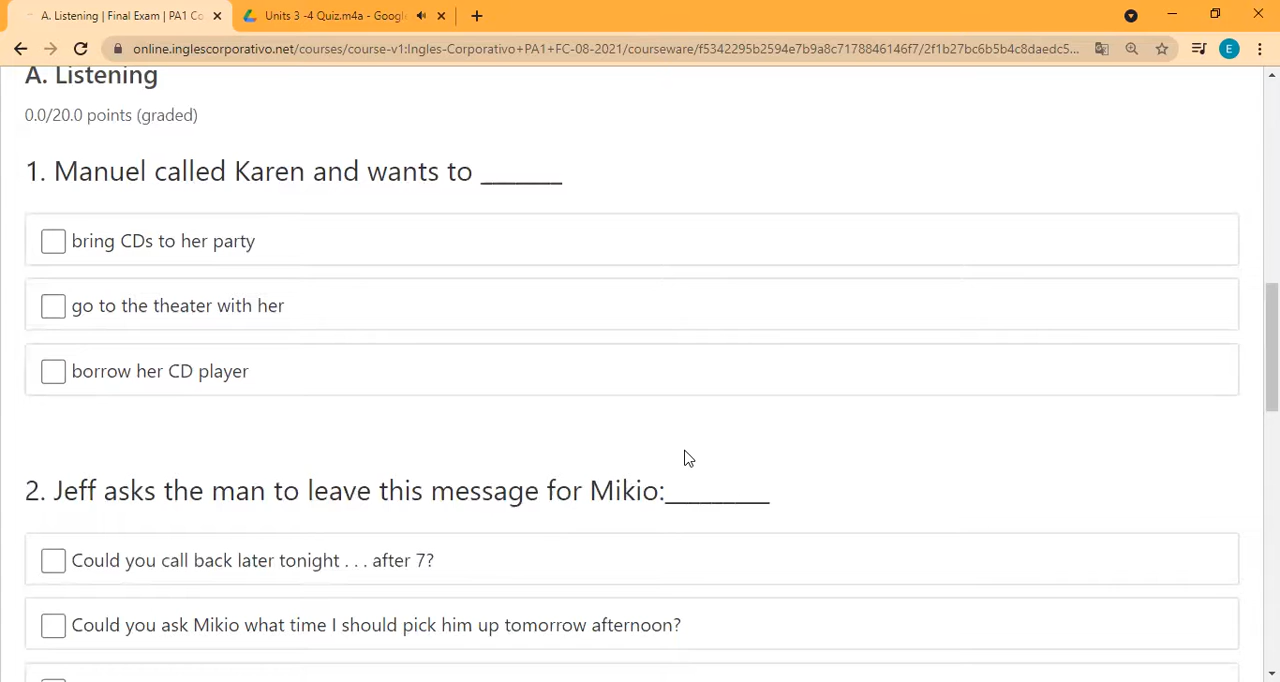 A. Listening | Final Exam | PA1 Co
Units 3 -4 Quiz.m4a - Googl
online.inglescorporativo.net/courses/course-v1:Ingles-Corporativo+PA1+FC-08-2021/courseware/f5342295b2594e7b9a8c7178846146f7/2f1b27bc6b5b4c8daedc5...
E
A. Listening
0.0/20.0 points (graded)
1. Manuel called Karen and wants to _______
bring CDs to her party
go to the theater with her
borrow her CD player
2. Jeff asks the man to leave this message for Mikio:_________
Could you call back later tonight . . . after 7?
Could you ask Mikio what time I should pick him up tomorrow afternoon?